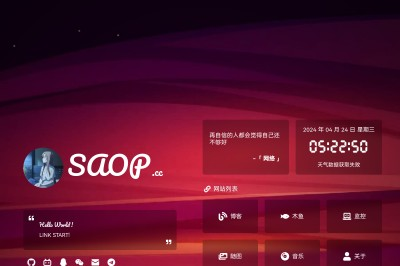 SAOP.cc
Hello World!
LINK START!
再自信的人都会觉得自己还
不够好
-「 网络 」
2024 年 04 月 24 日 星期三
05:22:50
天气数据获取失败
网站列表
博客
木鱼
监控
随图
音乐
关于